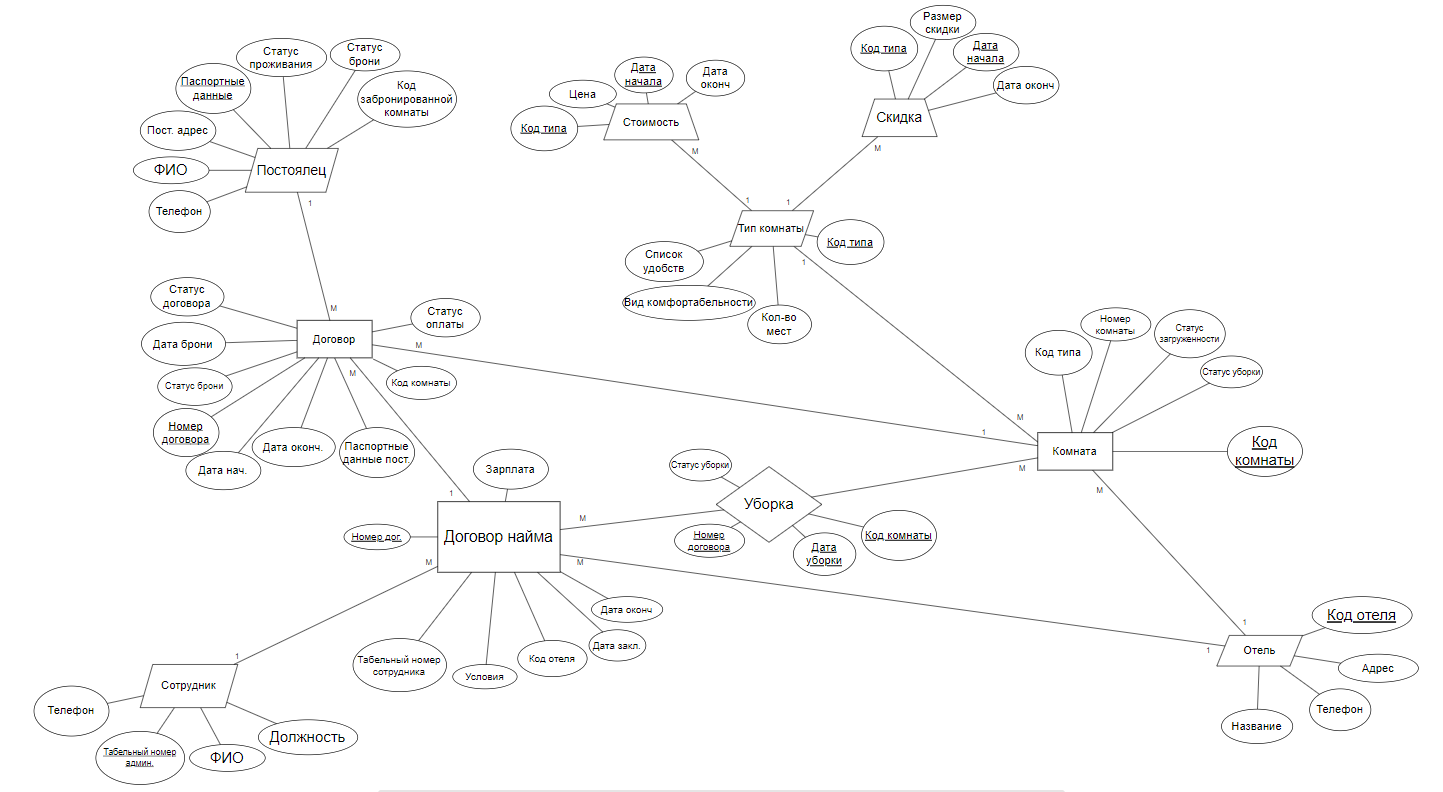 Размер
скидки
Код типа
Дата
начала
Дата оконч
Скидка
М
Статус
проживания
Статус
брони
Паспортные
данные
Код
забронированной
комнаты
Пост. адрес
ФИО
Телефон
Постоялец
1
Дата
начала
Дата
оконч
Цена
Код типа
Стоимость
М
1
1
Тип комнаты
Код типа
1
Список
удобств
Вид комфортабельности
Кол-во
мест
М
Статус
договора
Дата брони
Статус брони
Номер
договора
Дата нач.
Дата оконч.
Паспортные
данные пост.
Код комнаты
Статус
оплаты
Договор
М
М
Номер
комнаты
Статус
загруженности
Код типа
Статус уборки
М
1
Комната
Код
комнаты
М
М
Зарплата
1
Номер дог.
Договор найма
М
М
М
Статус уборки
Уборка
Номер
договора
Дата
уборки
Код комнаты
Дата оконч
Дата закл.
Код отеля
Условия
Табельный номер
сотрудника
1
Сотрудник
Телефон
Табельный номер
админ.
ФИО
Должность
1
1
Отель
Код отеля
Адрес
Телефон
Название